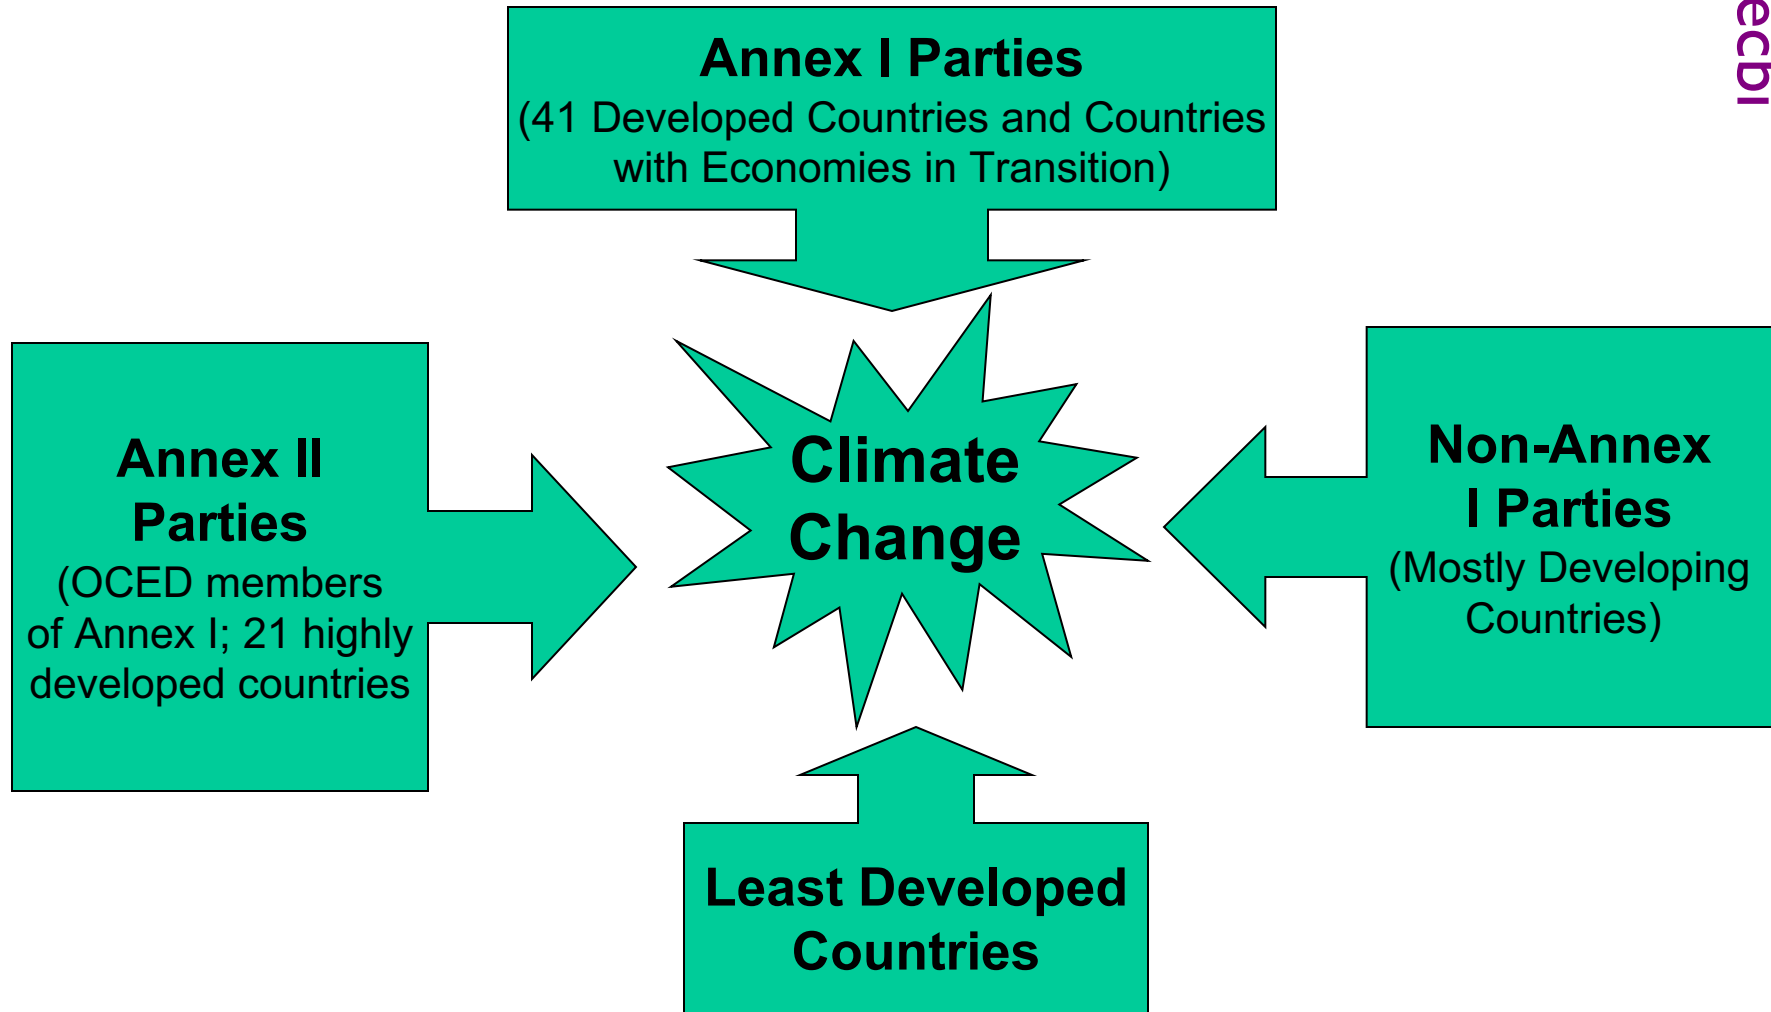 Annex I Parties
(41 Developed Countries and Countries
with Economies in Transition)
ecbi
Annex II
Parties
(OCED members
of Annex I; 21 highly
developed countries
Climate
Change
Non-Annex
I Parties
(Mostly Developing
Countries)
Least Developed
Countries